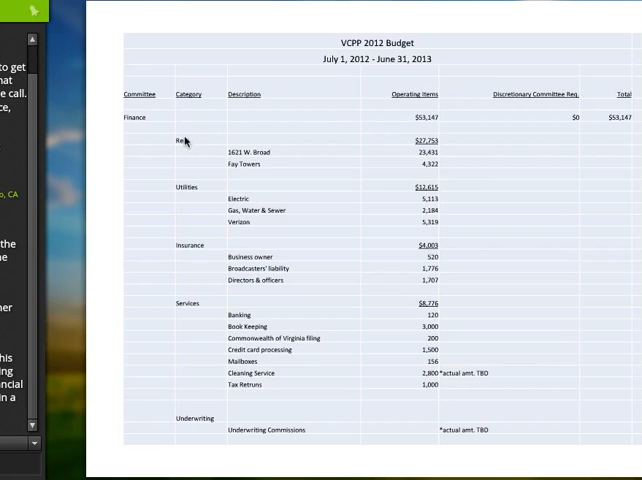 to get
hat
e call.
ce,
o, CA
the
he
her
his
ng
ncial
in a
VCPP 2012 Budget
July 1, 2012 - June 31, 2013
Committee Category Description Operating Items Discretionary Committee Req. Total
Finance $53,147 $0 $53,147
$27,753
1621 W. Broad 23,431
Fay Towers 4,322
Utilities $12,615
Electric 5,113
Gas, Water & Sewer 2,184
Verizon 5,319
Insurance $4,003
Business owner 520
Broadcasters' liability 1,776
Directors & officers 1,707
Services $8,776
Banking 120
Book Keeping 3,000
Commonwealth of Virginia filing 200
Credit card processing 1,500
Mailboxes 156
Cleaning Service 2,800 *actual amt. TBD
Tax Retruns 1,000
Underwriting
Underwriting Commissions *actual amt. TBD